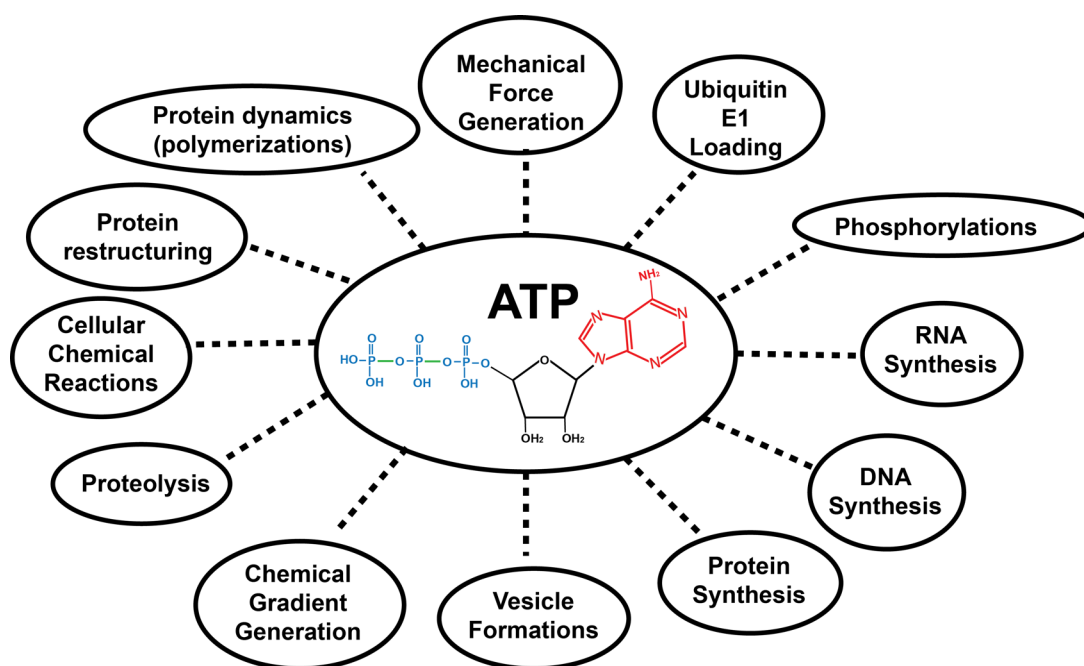 Mechanical
Force
Generation
Ubiquitin
E1
Loading
Protein dynamics
(polymerizations)
Phosphorylations
Protein
restructuring
ATP
NH₂
N
N
N
N
RNA
Synthesis
Cellular
Chemical
Reactions
O
O
O
HO P O P O P O
OH
OH
OH
O
OH₂
OH₂
Proteolysis
DNA
Synthesis
Protein
Synthesis
Chemical
Gradient
Generation
Vesicle
Formations